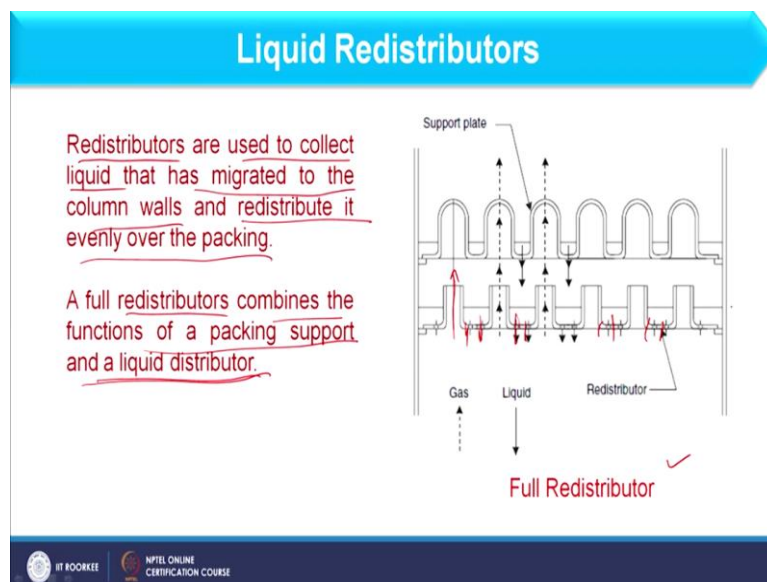 Liquid Redistributors
Redistributors are used to collect
liquid that has migrated to the
column walls and redistribute it
evenly over the packing.
A full redistributors combines the
functions of a packing support
and a liquid distributor.
Support plate
Gas
Liquid
Redistributor
Full Redistributor
IIT ROORKEE
NPTEL ONLINE
CERTIFICATION COURSE